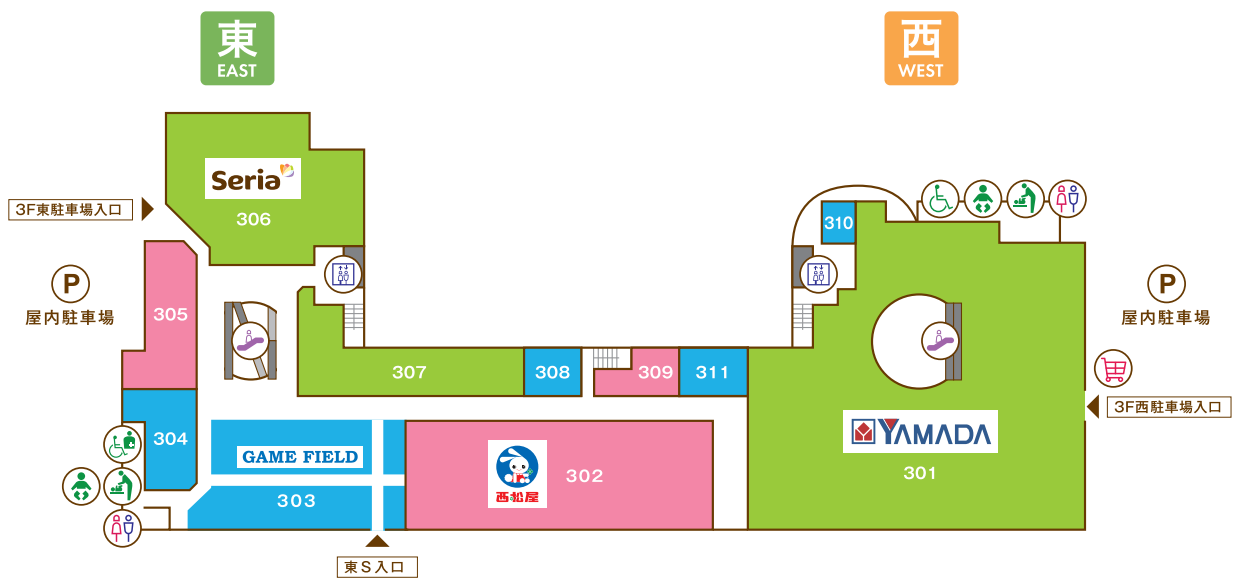 東
EAST
西
WEST
Seria
306
3F東駐車場入口
310
P
屋内駐車場
P
屋内駐車場
305
307
308
309
311
3F西駐車場入口
304
GAME FIELD
303
西松屋
302
YAMADA
301
東S入口